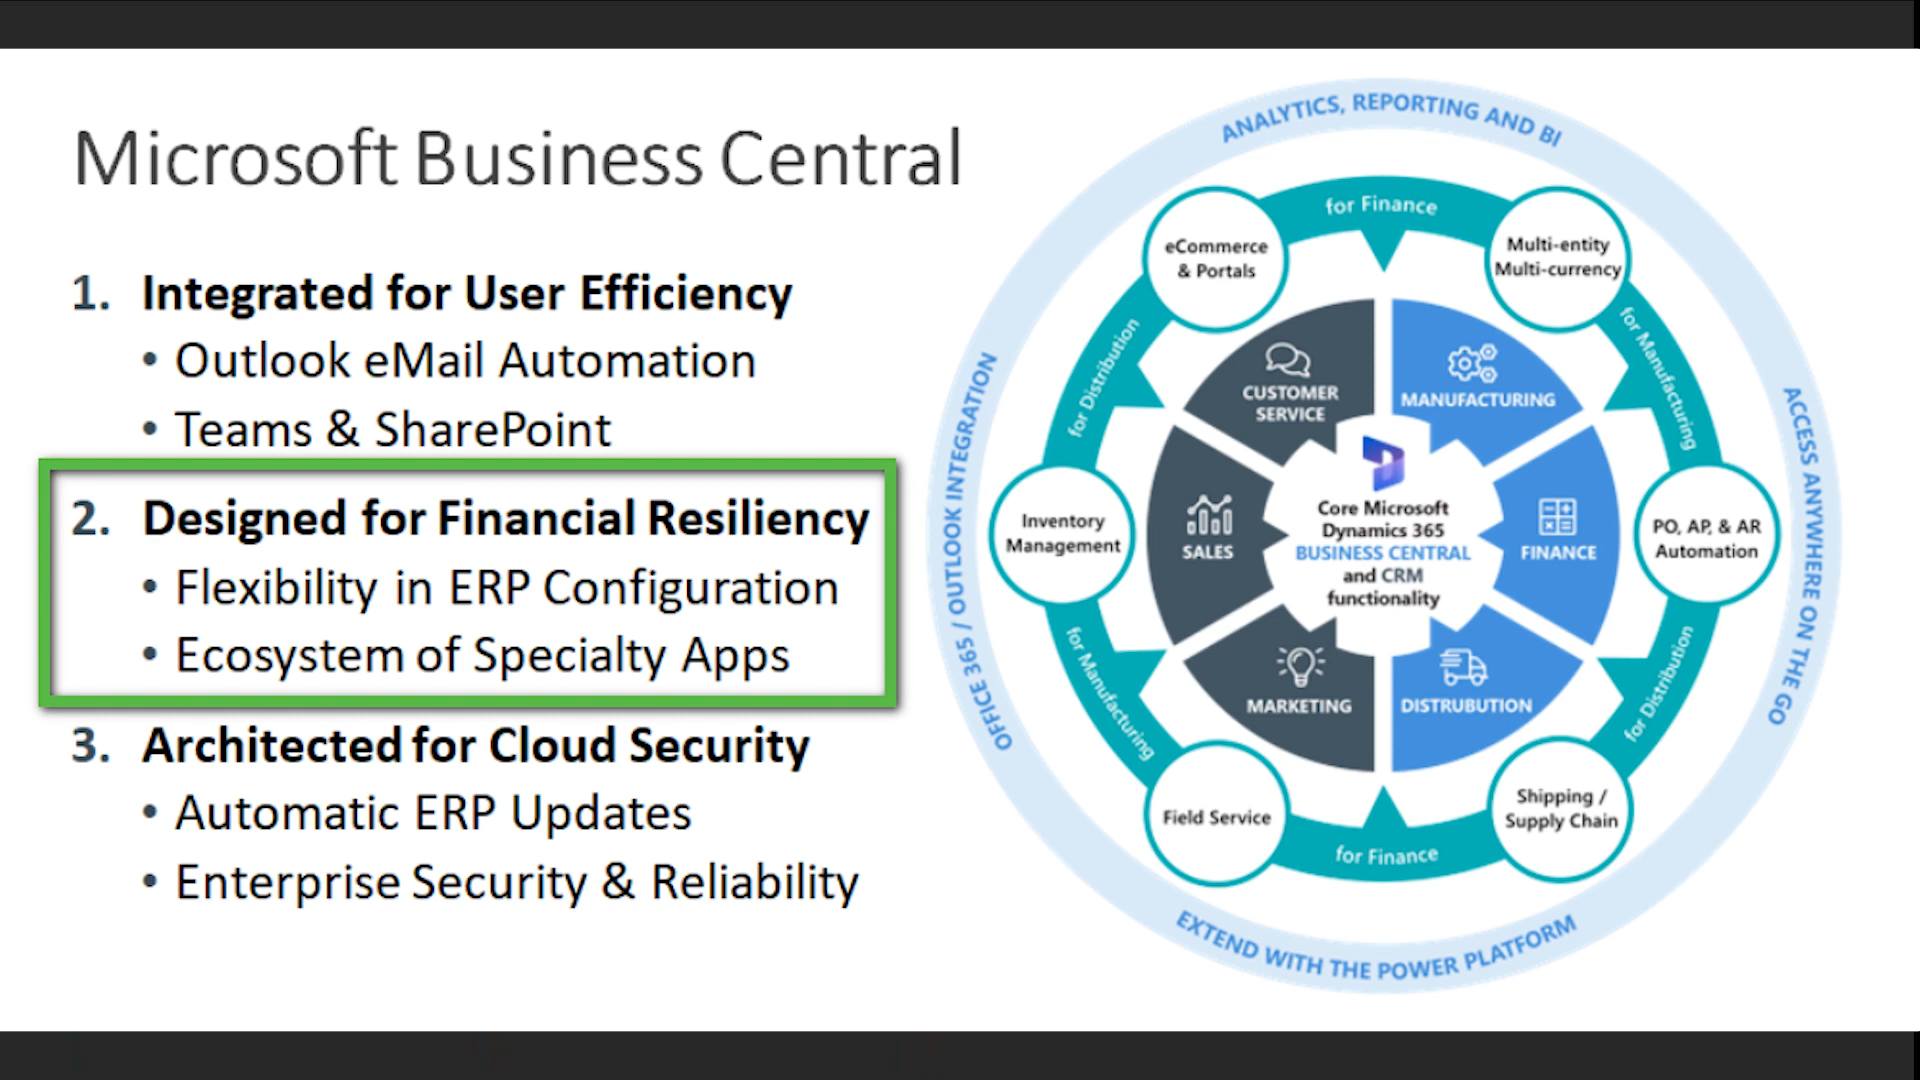 Microsoft Business Central
1. Integrated for User Efficiency
• Outlook eMail Automation
• Teams & SharePoint
2. Designed for Financial Resiliency
• Flexibility in ERP Configuration
• Ecosystem of Specialty Apps
3. Architected for Cloud Security
• Automatic ERP Updates
• Enterprise Security & Reliability
ANALYTICS, REPORTING AND BI
ACCESS ANYWHERE ON THE GO
EXTEND WITH THE POWER PLATFORM
OFFICE 365 / OUTLOOK INTEGRATION
for Finance
Multi-entity
Multi-currency
for Manufacturing
PO, AP, & AR
Automation
for Distribution
Shipping /
Supply Chain
for Finance
Field Service
for Manufacturing
Inventory
Management
for Distribution
eCommerce
& Portals
CUSTOMER
SERVICE
MANUFACTURING
SALES
FINANCE
MARKETING
DISTRUBUTION
Core Microsoft
Dynamics 365
BUSINESS CENTRAL
and CRM
functionality